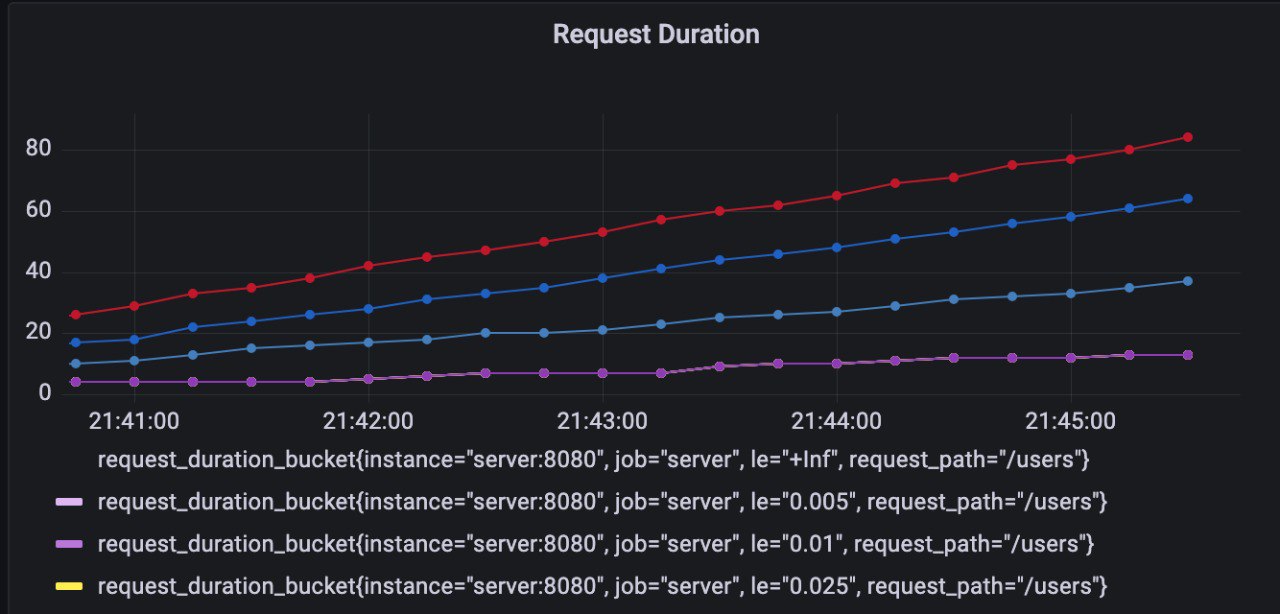 Request Duration
80
60
40
20
0
21:41:00 21:42:00 21:43:00 21:44:00 21:45:00
request_duration_bucket{instance="server:8080", job="server", le="+Inf", request_path="/users"}
request_duration_bucket{instance="server:8080", job="server", le="0.005", request_path="/users"}
request_duration_bucket{instance="server:8080", job="server", le="0.01", request_path="/users"}
request_duration_bucket{instance="server:8080", job="server", le="0.025", request_path="/users"}